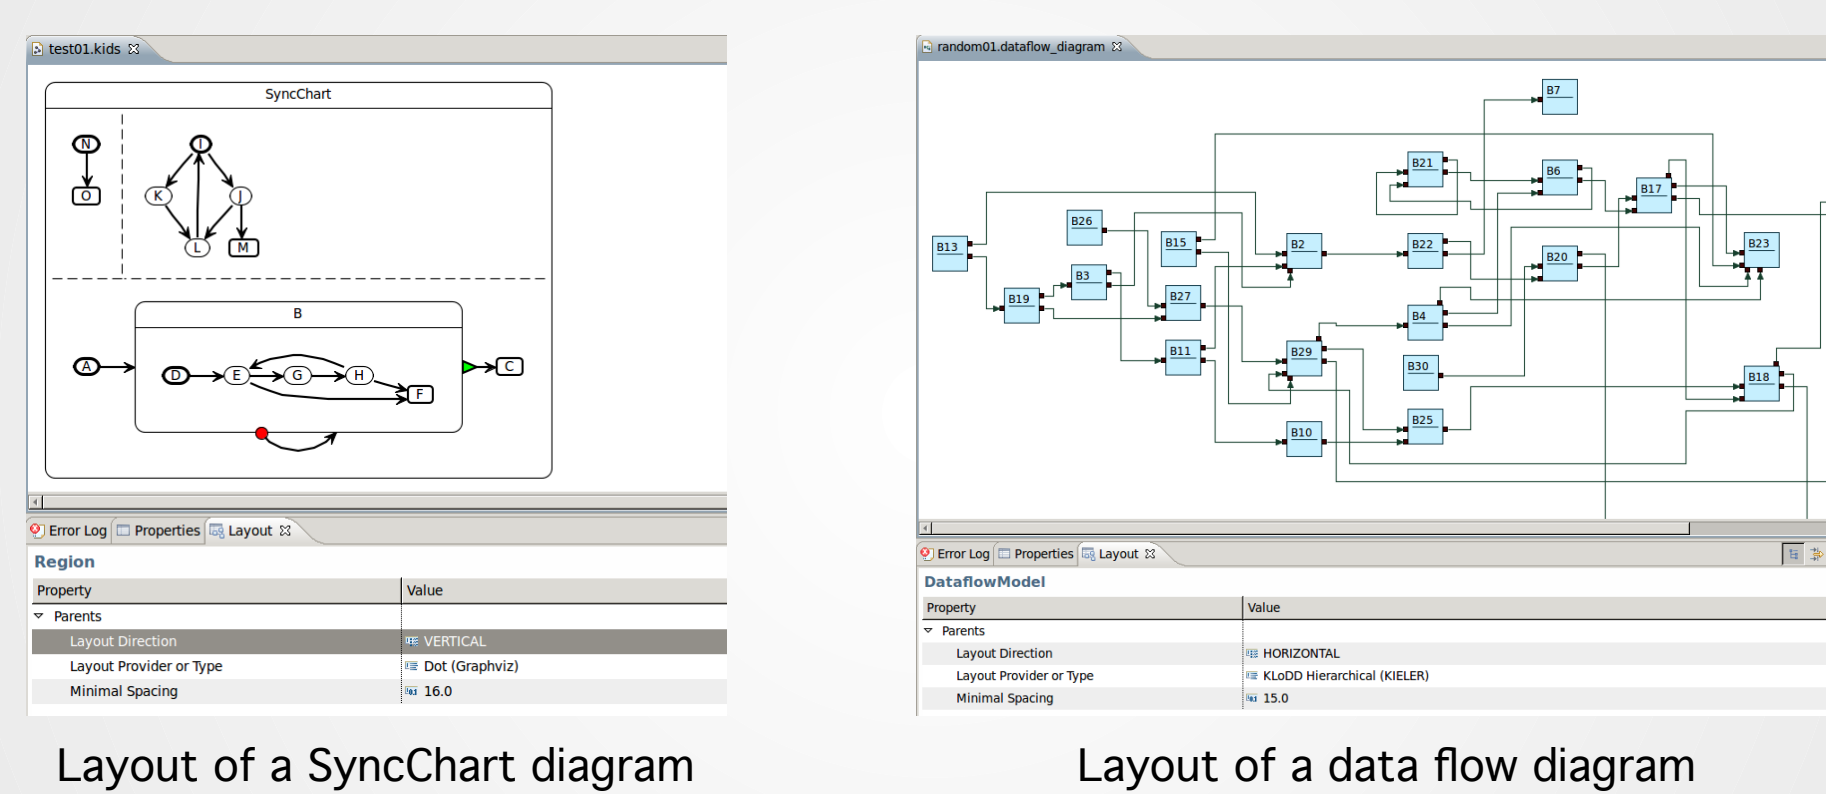 test01.kids
SyncChart
N
O
I
K
J
L
M
B
A
D
E
G
H
F
C
Error Log Properties Layout
Region
Property Value
Parents
Layout Direction VERTICAL
Layout Provider or Type Dot (Graphviz)
Minimal Spacing 16.0
Layout of a SyncChart diagram
random01.dataflow_diagram
B7
B21
B6
B17
B26
B13
B15
B2
B22
B20
B23
B3
B19
B27
B4
B11
B29
B30
B18
B10
B25
Error Log Properties Layout
DataflowModel
Property Value
Parents
Layout Direction HORIZONTAL
Layout Provider or Type KLoDD Hierarchical (KIELER)
Minimal Spacing 15.0
Layout of a data flow diagram